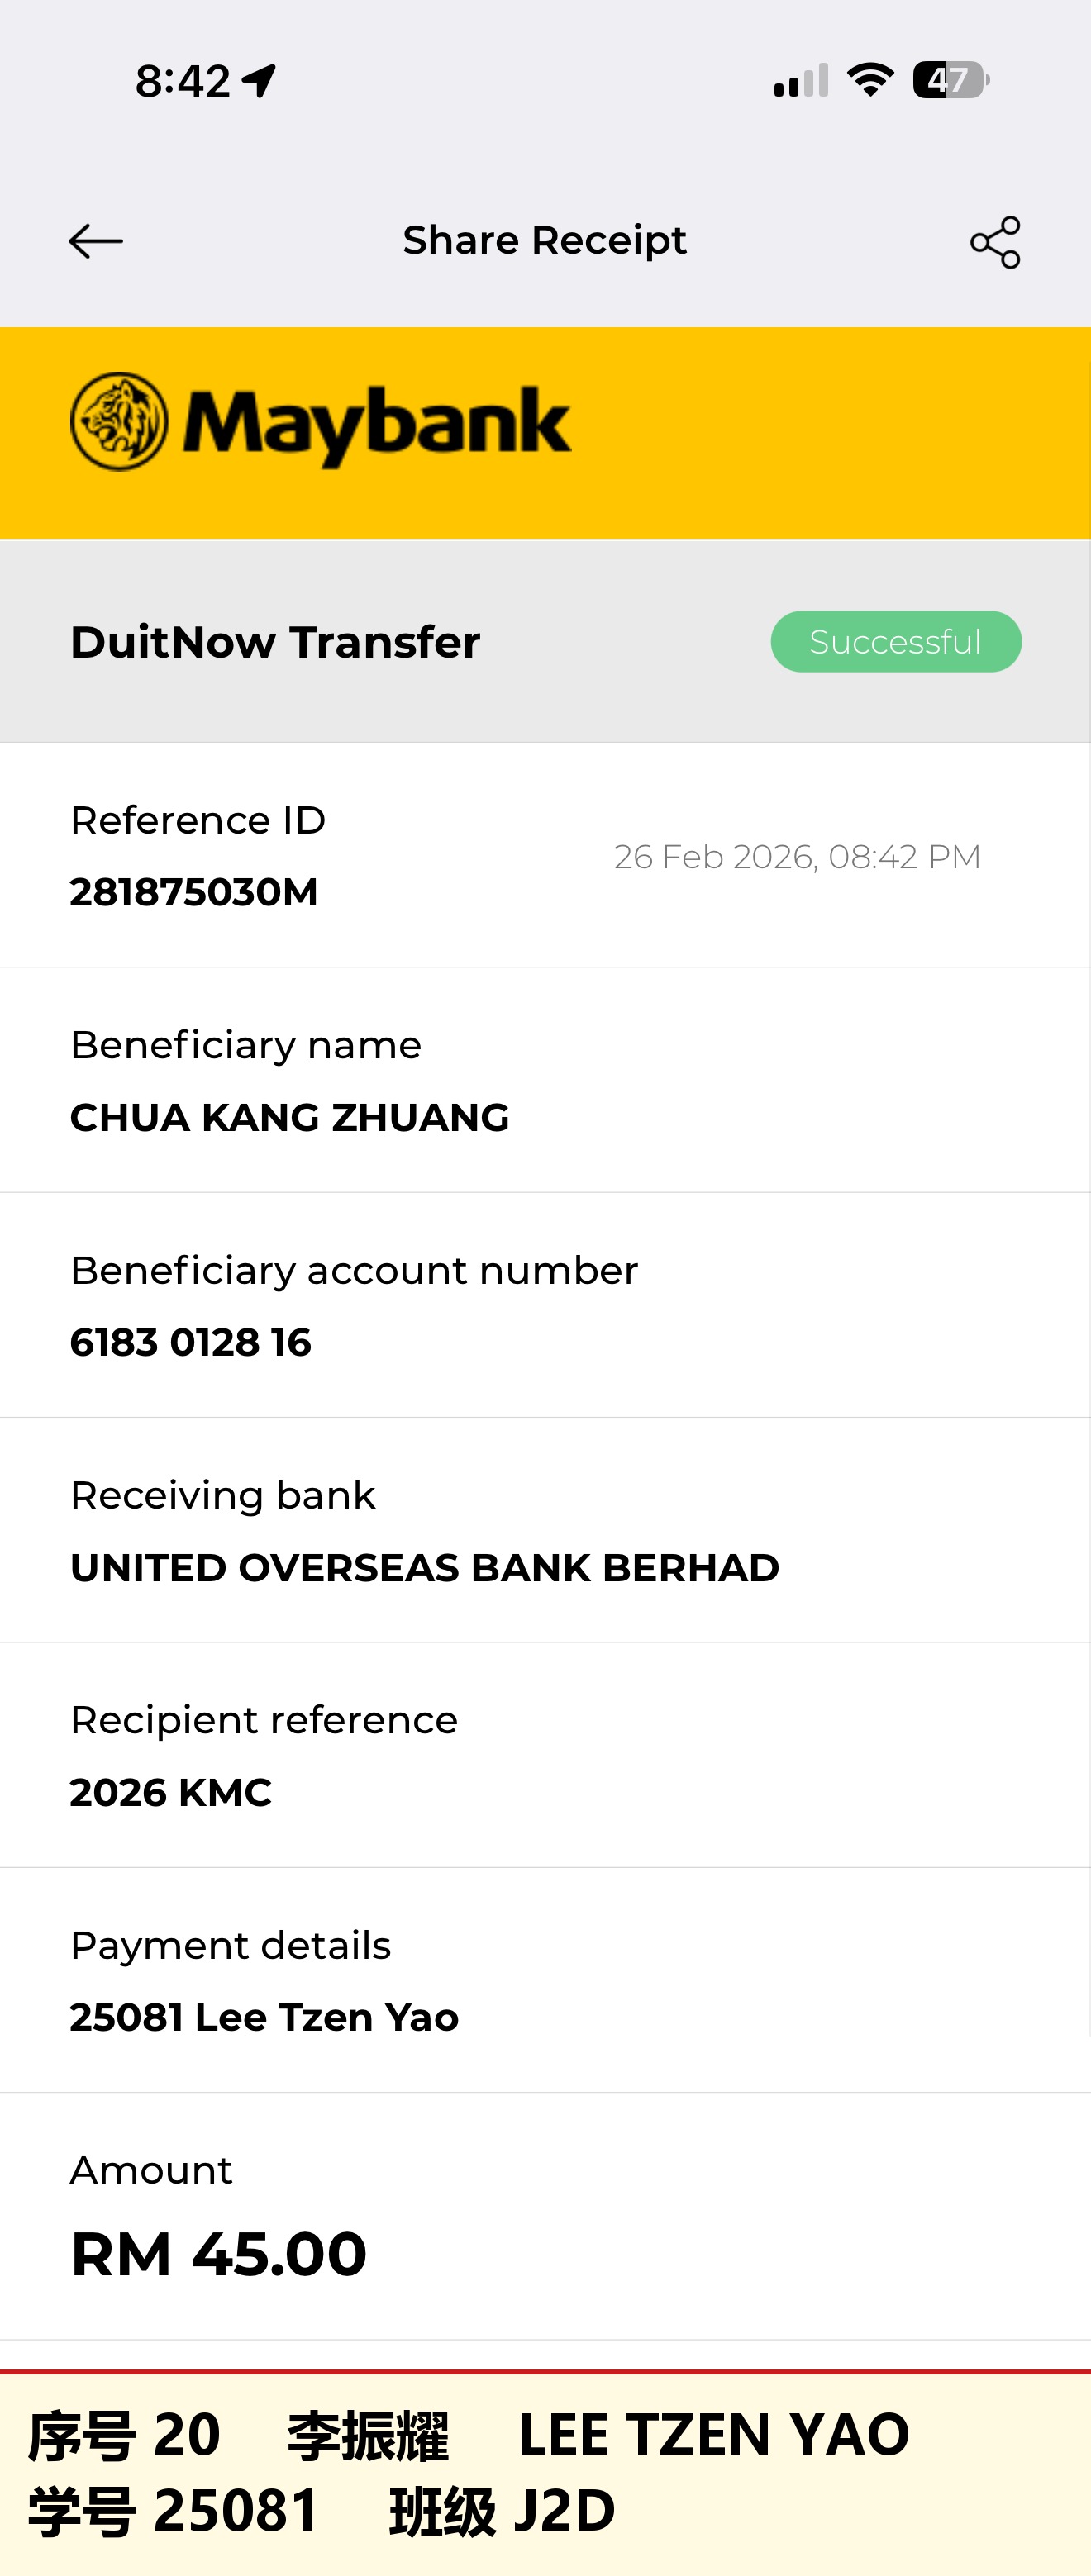 8:42
47
Share Receipt
Maybank
DuitNow Transfer
Successful
Reference ID
26 Feb 2026, 08:42 PM
281875030M
Beneficiary name
CHUA KANG ZHUANG
Beneficiary account number
6183 0128 16
Receiving bank
UNITED OVERSEAS BANK BERHAD
Recipient reference
2026 KMC
Payment details
25081 Lee Tzen Yao
Amount
RM 45.00
序号 20 李振耀 LEE TZEN YAO
学号 25081 班级 J2D